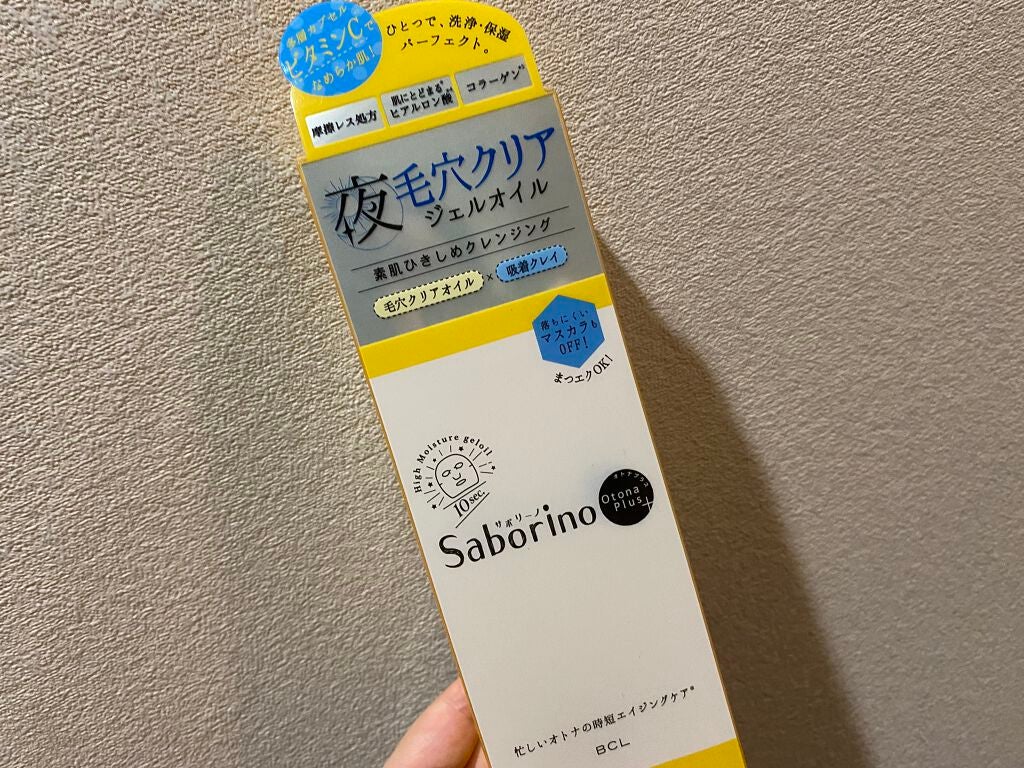 多層カプセル
ビタミンCで
なめらか肌!
ひとつで、洗浄・保湿
パーフェクト。
摩擦レス処方
肌にとどまる*
ヒアルロン酸
コラーゲン
夜毛穴クリア
ジェルオイル
素肌ひきしめクレンジング
毛穴クリアオイル×吸着クレイ
落ちにくい
マスカラも
OFF!
まつエクOK!
High Moisture geloil
10sec.
サボリーノ
Saborino
オトナプラス
Otona
Plus+
忙しいオトナの時短エイジングケア*
BCL